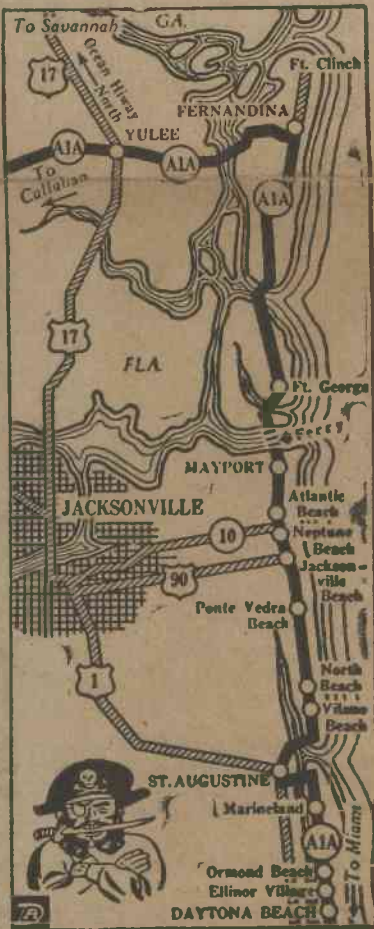 To Savannah
GA.
17
Ocean Hiway
North
Ft. Clinch
FERNANDINA
YULEE
A1A
A1A
To
Callahan
A1A
17
FLA.
Ft. George
Ferry
MAYPORT
JACKSONVILLE
Atlantic
Beach
10
Neptune
Beach
Jackson-
ville
Beach
90
Ponte Vedra
Beach
1
North
Beach
Vilano
Beach
ST. AUGUSTINE
Marineland
A1A
To Miami
Ormond Beach
Ellinor Village
DAYTONA BEACH